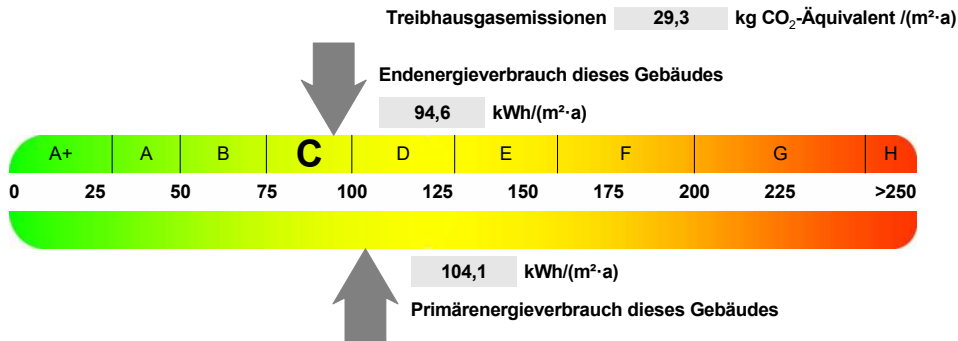 Treibhausgasemissionen 29,3 kg CO₂-Äquivalent /(m²·a)
Endenergieverbrauch dieses Gebäudes
94,6 kWh/(m²·a)
A+ A B C D E F G H
0 25 50 75 100 125 150 175 200 225 >250
104,1 kWh/(m²·a)
Primärenergieverbrauch dieses Gebäudes